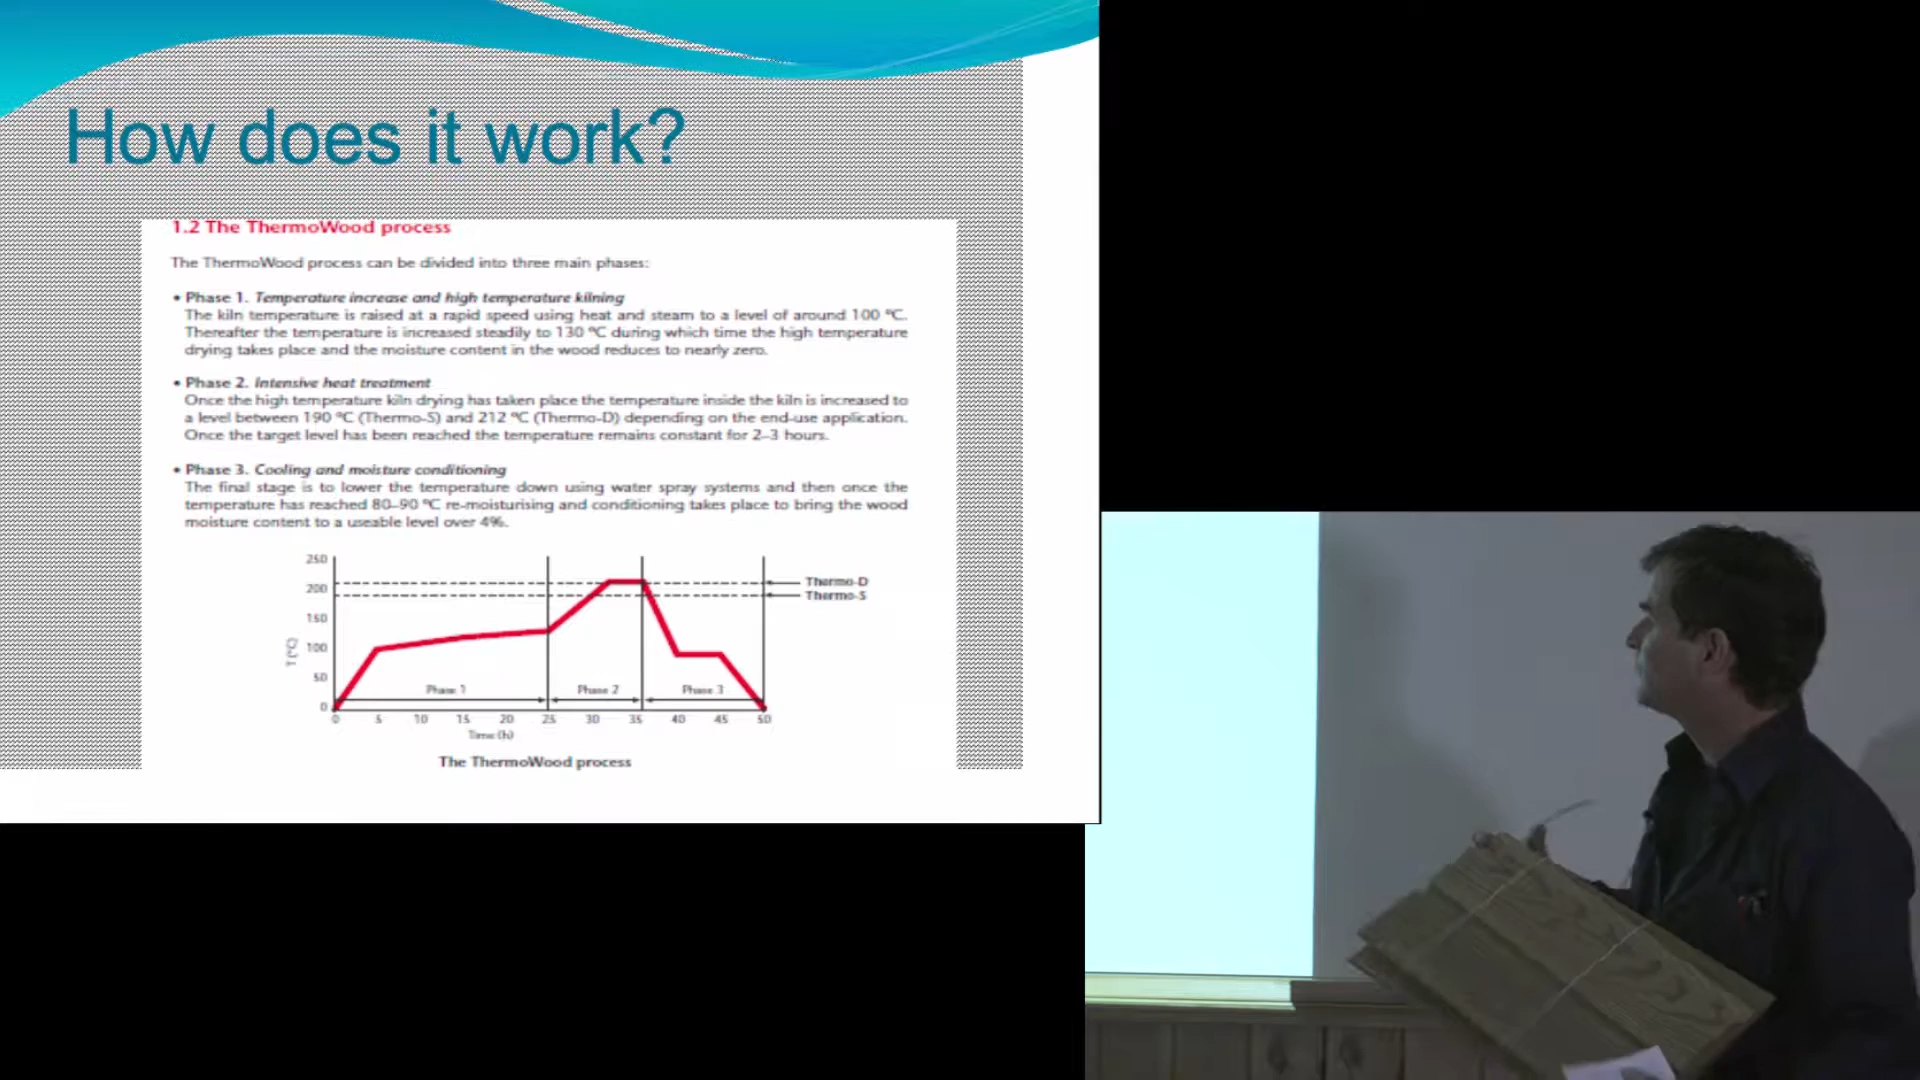 How does it work?
1.2 The ThermoWood process
The ThermoWood process can be divided into three main phases:
• Phase 1. Temperature increase and high temperature kilning
The kiln temperature is raised at a rapid speed using heat and steam to a level of around 100 ºC.
Thereafter the temperature is increased steadily to 130 ºC during which time the high temperature
drying takes place and the moisture content in the wood reduces to nearly zero.
• Phase 2. Intensive heat treatment
Once the high temperature kiln drying has taken place the temperature inside the kiln is increased to
a level between 190 ºC (Thermo-S) and 212 ºC (Thermo-D) depending on the end-use application.
Once the target level has been reached the temperature remains constant for 2–3 hours.
• Phase 3. Cooling and moisture conditioning
The final stage is to lower the temperature down using water spray systems and then once the
temperature has reached 80–90 ºC re-moisturising and conditioning takes place to bring the wood
moisture content to a useable level over 4%.
250
200
150
100
50
0
T (ºC)
Thermo-D
Thermo-S
Phase 1 Phase 2 Phase 3
0 5 10 15 20 25 30 35 40 45 50
Time (h)
The ThermoWood process